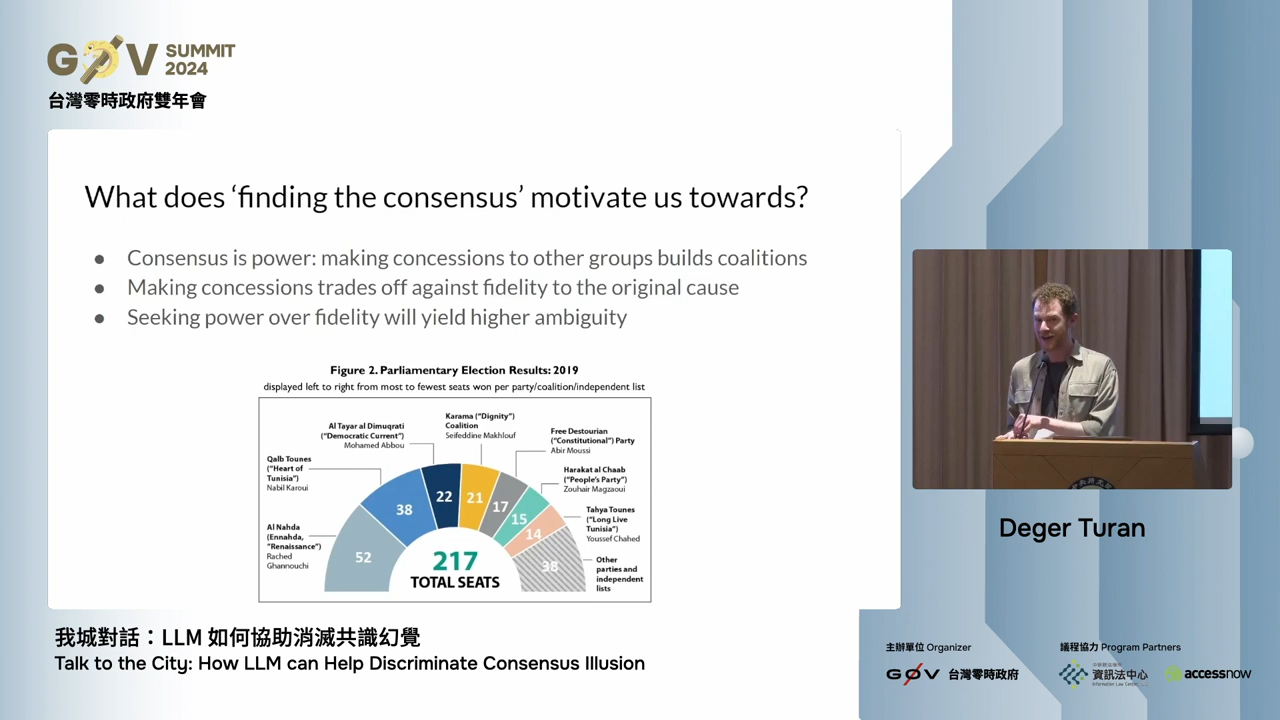 GØV SUMMIT 2024
台灣零時政府雙年會
What does ‘finding the consensus’ motivate us towards?
● Consensus is power: making concessions to other groups builds coalitions
● Making concessions trades off against fidelity to the original cause
● Seeking power over fidelity will yield higher ambiguity
Figure 2. Parliamentary Election Results: 2019
displayed left to right from most to fewest seats won per party/coalition/independent list
Al Nahda
(Ennahda,
"Renaissance")
Rached
Ghannouchi
52
Qalb Tounes
("Heart of
Tunisia")
Nabil Karoui
38
Al Tayar al Dimuqrati
("Democratic Current")
Mohamed Abbou
22
Karama ("Dignity")
Coalition
Seifeddine Makhlouf
21
Free Destourian
("Constitutional") Party
Abir Moussi
17
Harakat al Chaab
("People's Party")
Zouhair Magzaoui
15
Tahya Tounes
("Long Live
Tunisia")
Youssef Chahed
14
Other
parties and
independent
lists
38
217
TOTAL SEATS
Deger Turan
我城對話：LLM 如何協助消滅共識幻覺
Talk to the City: How LLM can Help Discriminate Consensus Illusion
主辦單位 Organizer
GØV 台灣零時政府
議程協力 Program Partners
資訊法中心
Information Law Center
accessnow